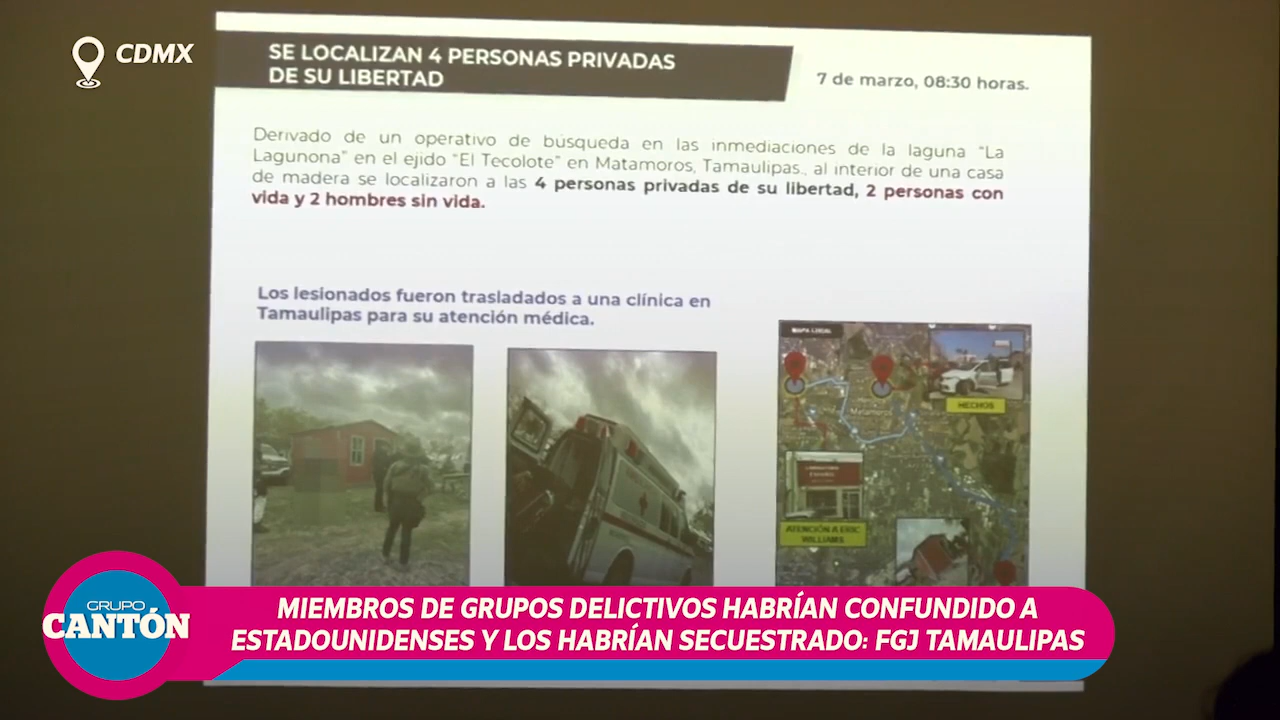 CDMX
SE LOCALIZAN 4 PERSONAS PRIVADAS
DE SU LIBERTAD
7 de marzo, 08:30 horas.
Derivado de un operativo de búsqueda en las inmediaciones de la laguna “La
Lagunona” en el ejido “El Tecolote” en Matamoros, Tamaulipas., al interior de una casa
de madera se localizaron a las 4 personas privadas de su libertad, 2 personas con
vida y 2 hombres sin vida.
Los lesionados fueron trasladados a una clínica en
Tamaulipas para su atención médica.
MAPA LOCAL
HECHOS
Matamoros
ATENCIÓN A ERIC
WILLIAMS
GRUPO
CANTÓN
MIEMBROS DE GRUPOS DELICTIVOS HABRÍAN CONFUNDIDO A
ESTADOUNIDENSES Y LOS HABRÍAN SECUESTRADO: FGJ TAMAULIPAS